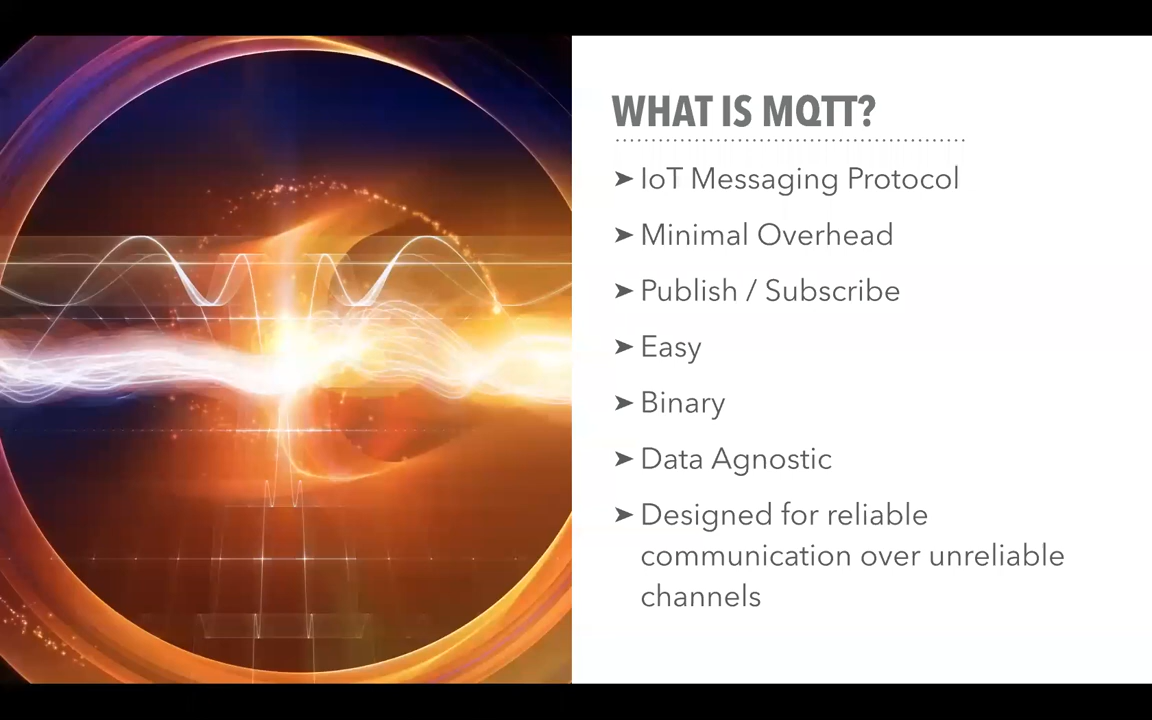 WHAT IS MQTT?
➤ IoT Messaging Protocol
➤ Minimal Overhead
➤ Publish / Subscribe
➤ Easy
➤ Binary
➤ Data Agnostic
➤ Designed for reliable
communication over unreliable
channels